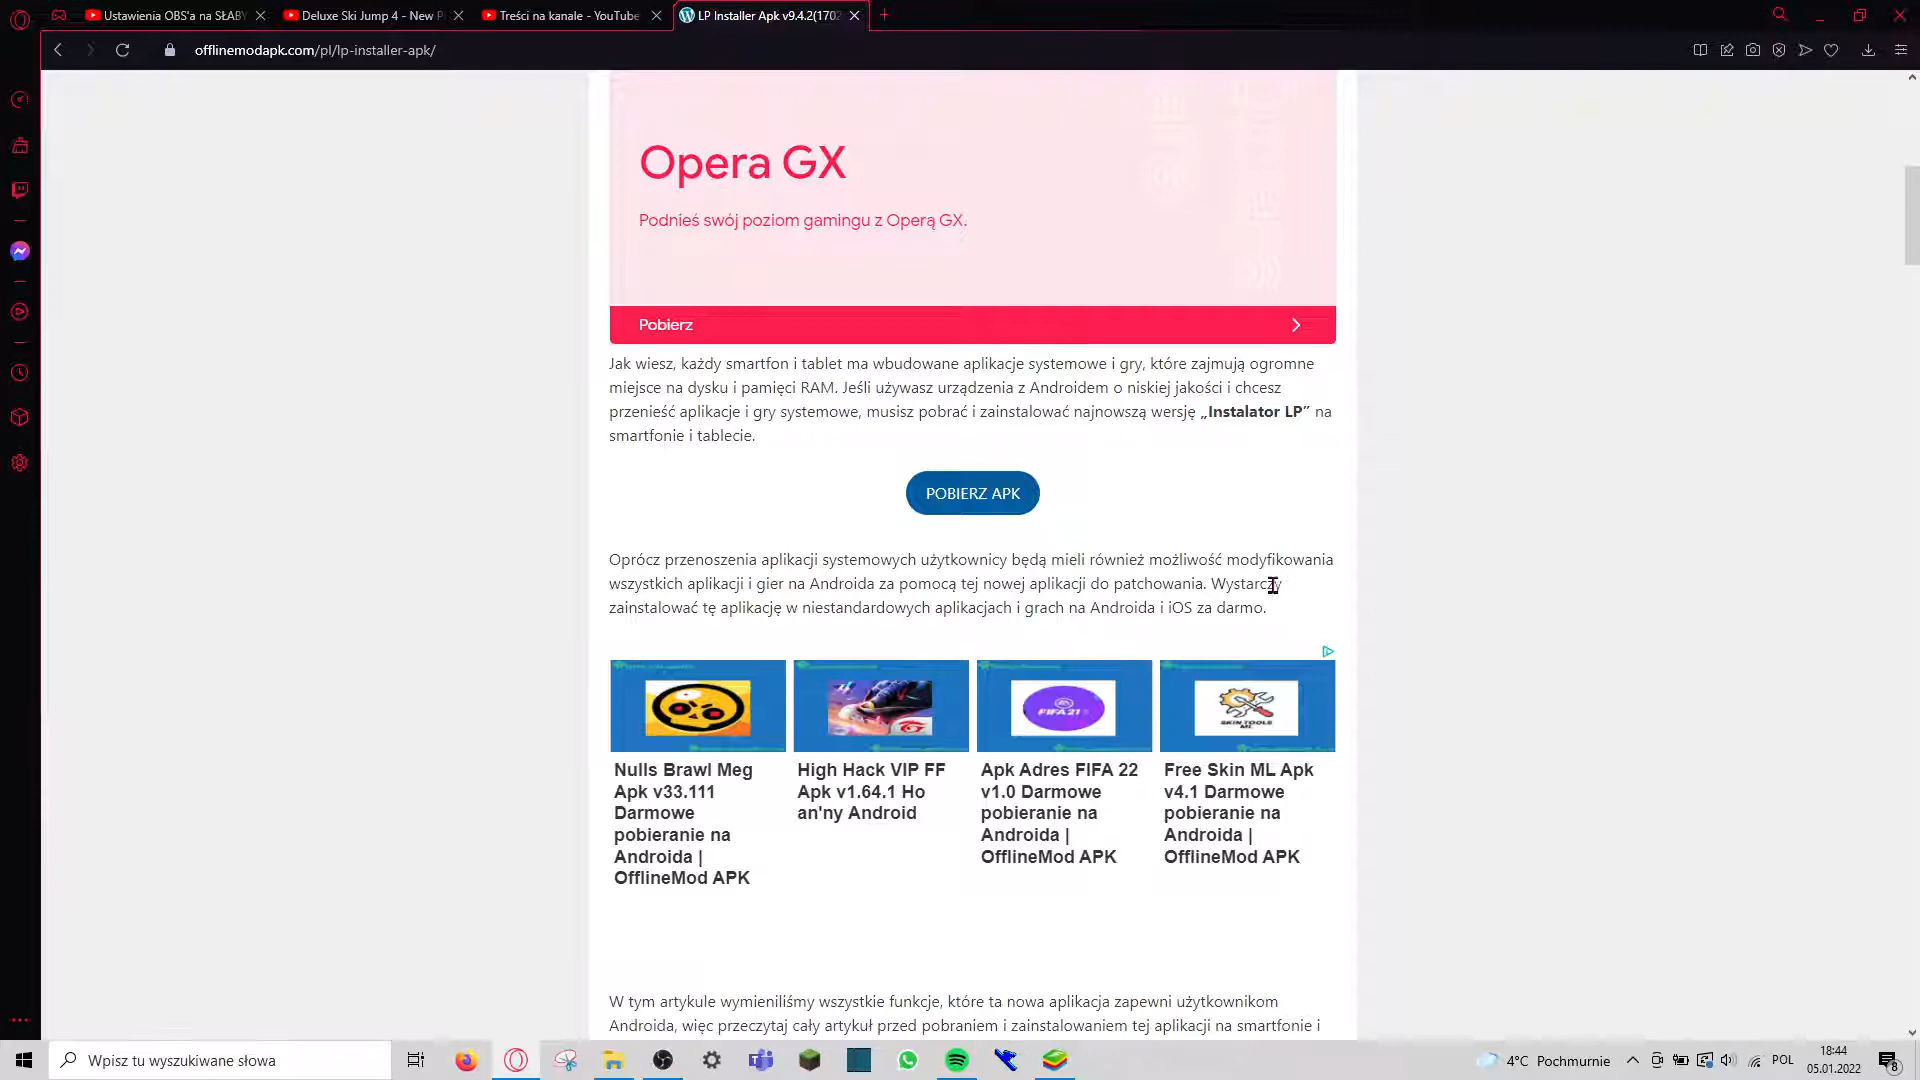 Ustawienia OBS'a na SŁABY
Deluxe Ski Jump 4 - New P
Treści na kanale - YouTube
LP Installer Apk v9.4.2(1702
offlinemodapk.com/pl/lp-installer-apk/
Opera GX
Podnieś swój poziom gamingu z Operą GX.
Pobierz
Jak wiesz, każdy smartfon i tablet ma wbudowane aplikacje systemowe i gry, które zajmują ogromne
miejsce na dysku i pamięci RAM. Jeśli używasz urządzenia z Androidem o niskiej jakości i chcesz
przenieść aplikacje i gry systemowe, musisz pobrać i zainstalować najnowszą wersję „Instalator LP” na
smartfonie i tablecie.
POBIERZ APK
Oprócz przenoszenia aplikacji systemowych użytkownicy będą mieli również możliwość modyfikowania
wszystkich aplikacji i gier na Androida za pomocą tej nowej aplikacji do patchowania. Wystarczy
zainstalować tę aplikację w niestandardowych aplikacjach i grach na Androida i iOS za darmo.
FIFA 21
SKIN TOOLS
ML
Nulls Brawl Meg
Apk v33.111
Darmowe
pobieranie na
Androida |
OfflineMod APK
High Hack VIP FF
Apk v1.64.1 Ho
an'ny Android
Apk Adres FIFA 22
v1.0 Darmowe
pobieranie na
Androida |
OfflineMod APK
Free Skin ML Apk
v4.1 Darmowe
pobieranie na
Androida |
OfflineMod APK
W tym artykule wymieniliśmy wszystkie funkcje, które ta nowa aplikacja zapewni użytkownikom
Androida, więc przeczytaj cały artykuł przed pobraniem i zainstalowaniem tej aplikacji na smartfonie i
Wpisz tu wyszukiwane słowa
4°C Pochmurnie
POL
18:44
05.01.2022
8